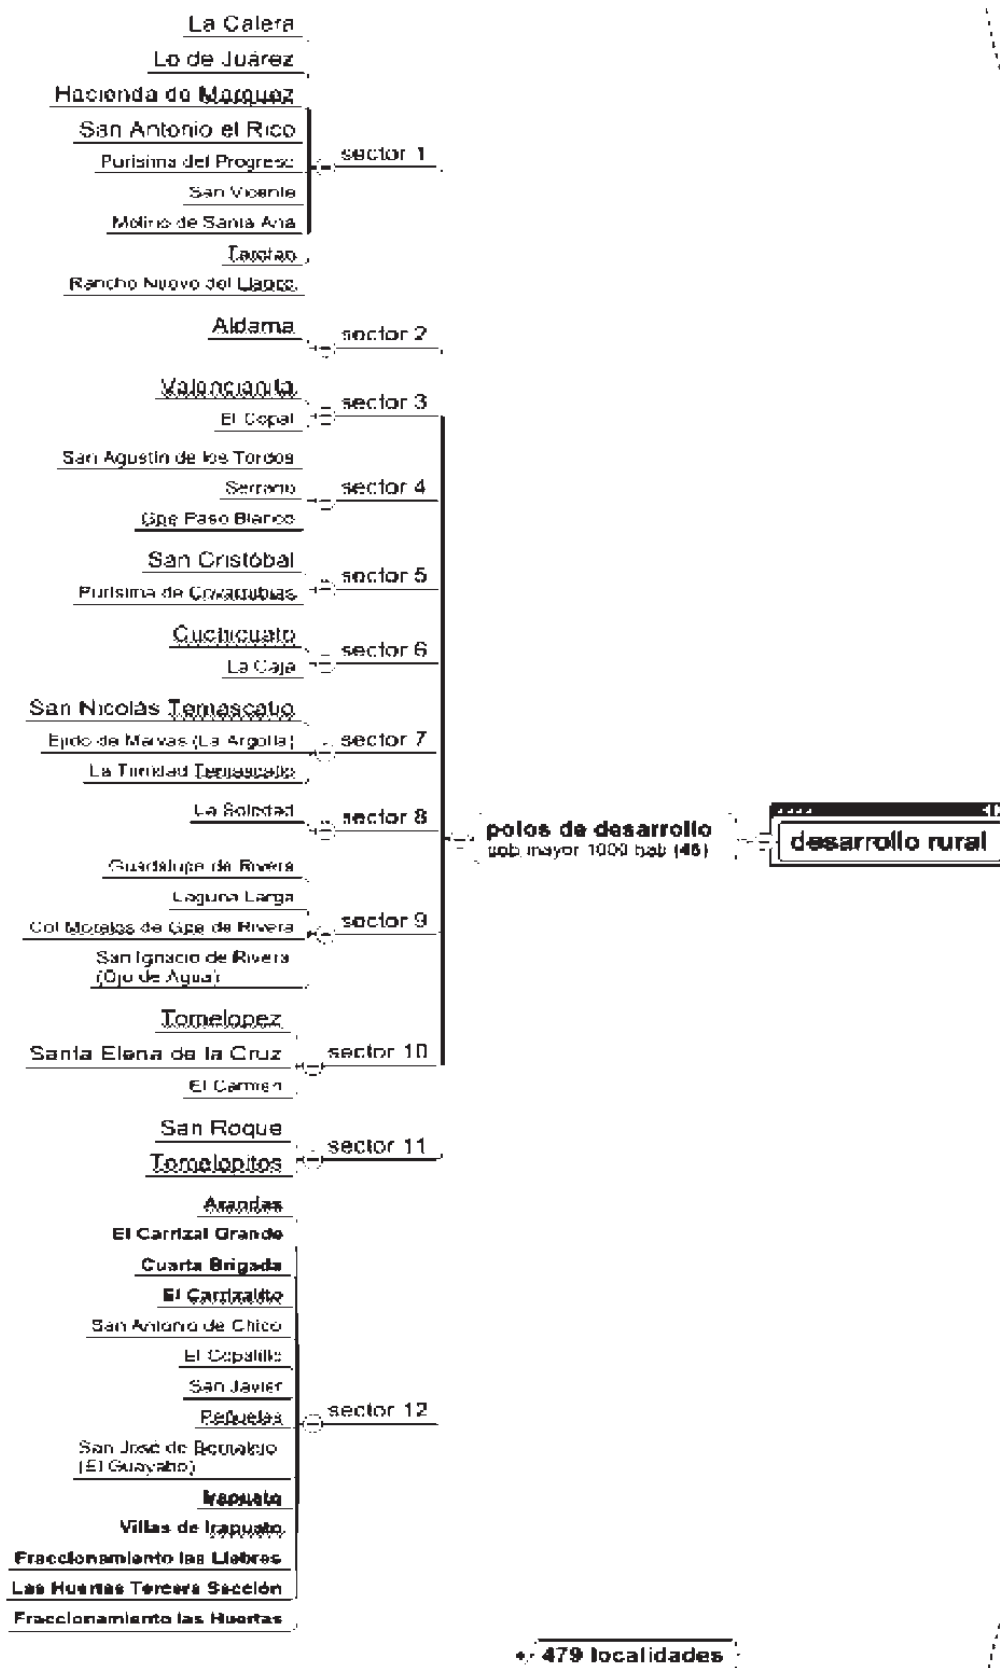 La Calera
Lo de Juárez
Hacienda de Marquez
San Antonio el Rico
Purisima del Progreso
San Vicente
Molino de Santa Ana
sector 1
Rancho Nuevo del Llanito
Aldama
sector 2
Valencianita
El Copal
sector 3
San Agustin de los Tordos
Serrano
Gpe Paso Blanco
sector 4
San Cristóbal
Purisima de Covarrubias
sector 5
Cuchicuato
La Caja
sector 6
San Nicolás Temascatio
Ejido de Malvas (La Argolla)
La Trinidad Temascatio
sector 7
La Soledad
sector 8
Guadalupe de Rivera
Laguna Larga
Col Morelos de Gpe de Rivera
San Ignacio de Rivera
(Ojo de Agua)
sector 9
Tomelopez
Santa Elena de la Cruz
El Carmen
sector 10
San Roque
Tomelopitos
sector 11
Arandas
El Carrizal Grande
Cuarta Brigada
El Carrizalito
San Antonio de Chico
El Copalillo
San Javier
Peñuelas
San José de Bernalejo
(El Guayabo)
Irapuato
Villas de Irapuato
Fraccionamiento las Liebres
Las Huertas Tercera Sección
Fraccionamiento las Huertas
sector 12
polos de desarrollo
pob mayor 1000 hab (46)
desarrollo rural
479 localidades